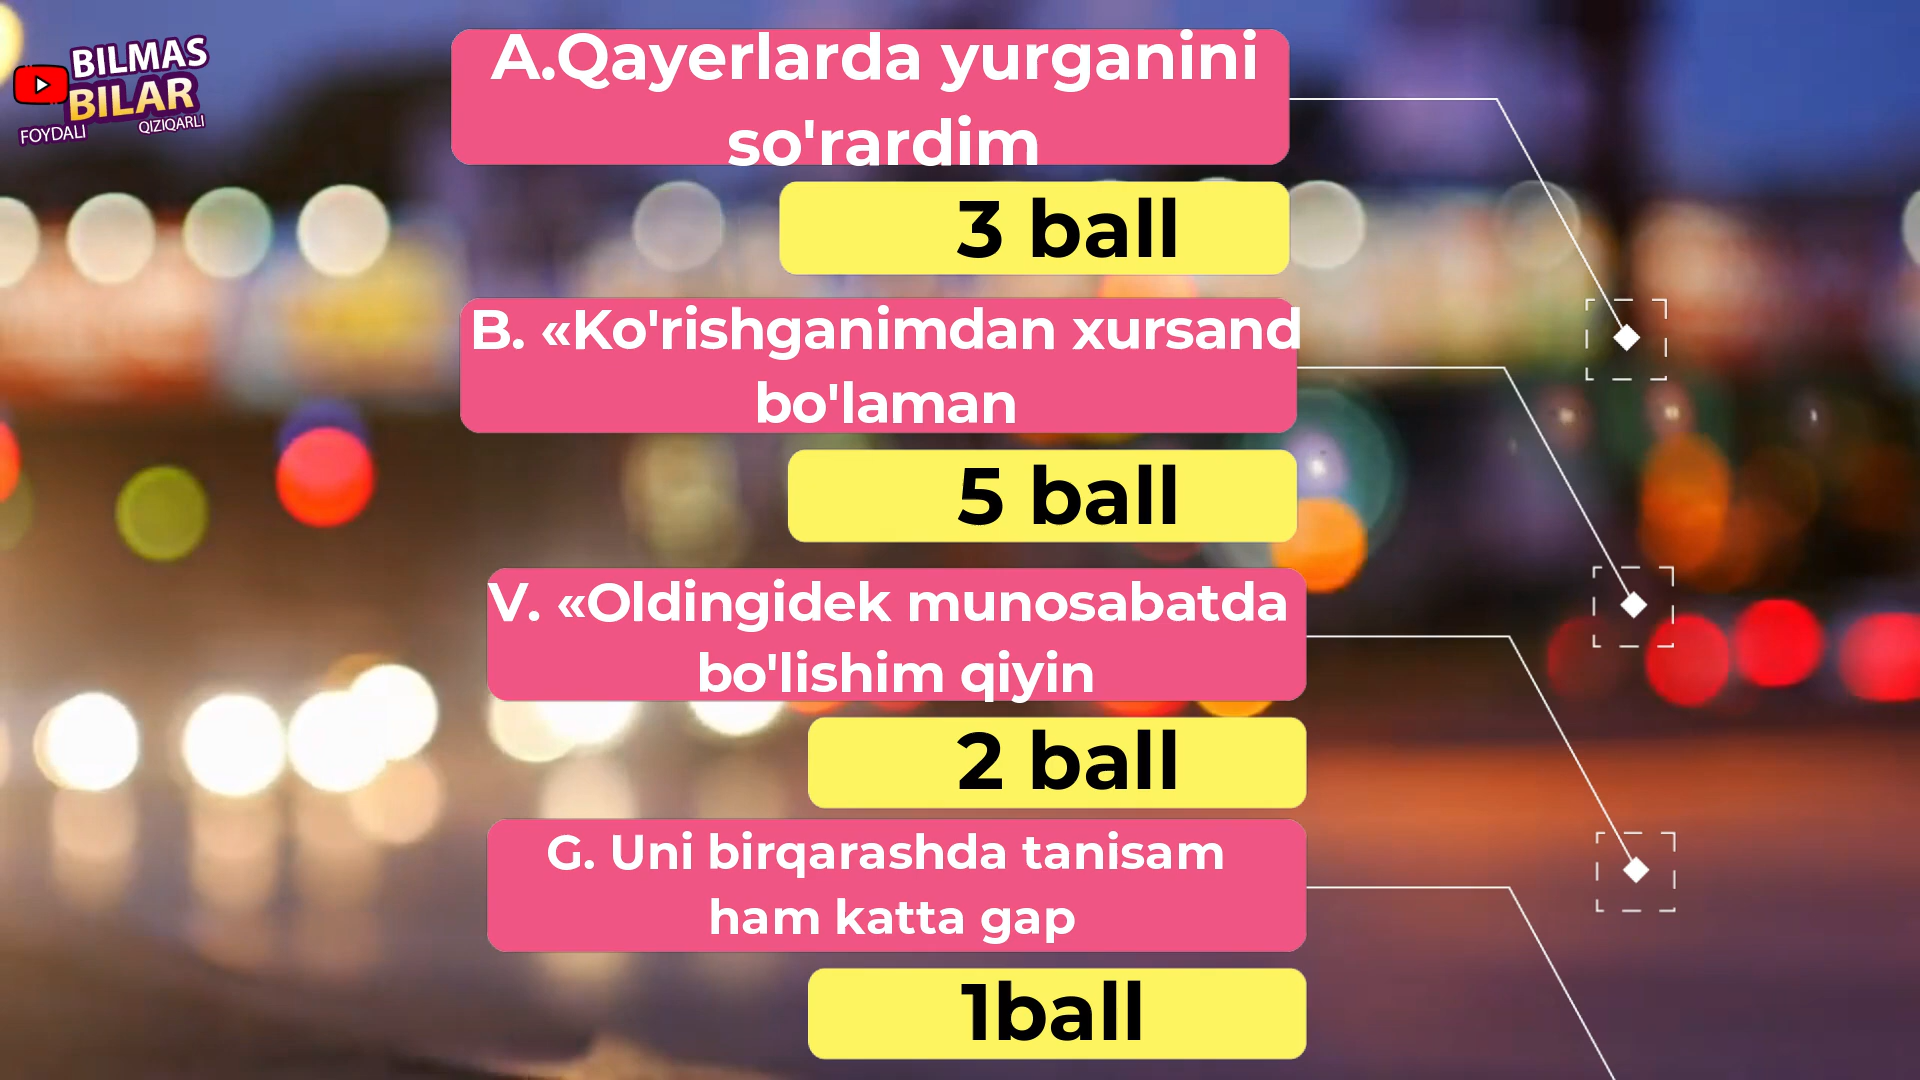 BILMAS
BILAR
FOYDALI
QIZIQARLI
A.Qayerlarda yurganini
so'rardim
3 ball
B. «Ko'rishganimdan xursand
bo'laman
5 ball
V. «Oldingidek munosabatda
bo'lishim qiyin
2 ball
G. Uni birqarashda tanisam
ham katta gap
1ball